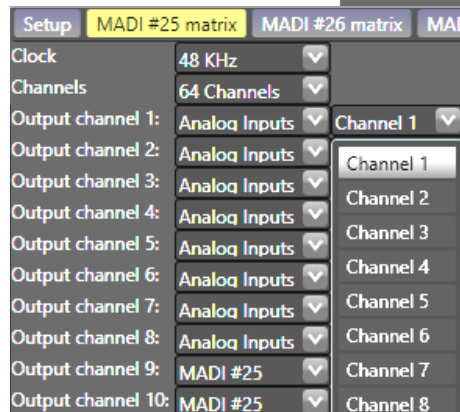 Setup MADI #25 matrix MADI #26 matrix MAI
Clock 48 KHz
Channels 64 Channels
Output channel 1: Analog Inputs Channel 1
Output channel 2: Analog Inputs Channel 1
Output channel 3: Analog Inputs Channel 2
Output channel 4: Analog Inputs Channel 3
Output channel 5: Analog Inputs Channel 4
Output channel 6: Analog Inputs Channel 5
Output channel 7: Analog Inputs Channel 6
Output channel 8: Analog Inputs
Output channel 9: MADI #25 Channel 7
Output channel 10: MADI #25 Channel 8